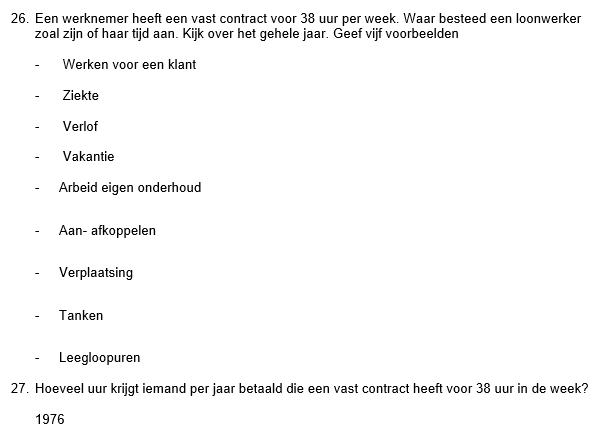 26. Een werknemer heeft een vast contract voor 38 uur per week. Waar besteed een loonwerker
zoal zijn of haar tijd aan. Kijk over het gehele jaar. Geef vijf voorbeelden
- Werken voor een klant
- Ziekte
- Verlof
- Vakantie
- Arbeid eigen onderhoud
- Aan- afkoppelen
- Verplaatsing
- Tanken
- Leegloopuren
27. Hoeveel uur krijgt iemand per jaar betaald die een vast contract heeft voor 38 uur in de week?
1976